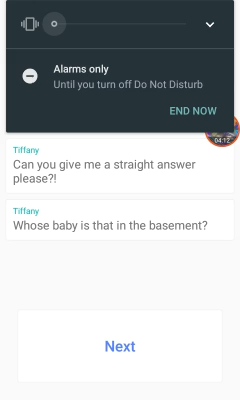 Alarms only
Until you turn off Do Not Disturb
END NOW
04:12
Tiffany
Can you give me a straight answer
please?!
Tiffany
Whose baby is that in the basement?
Next